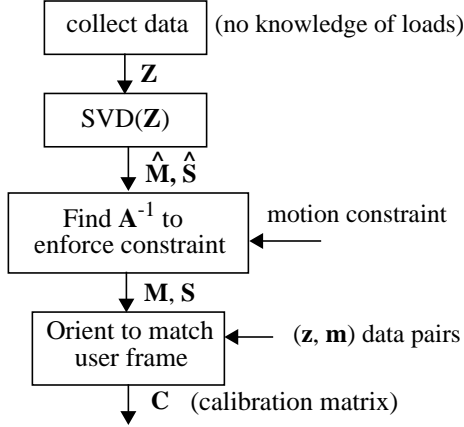 collect data (no knowledge of loads)
Z
SVD(Z)
M̂, Ŝ
Find A⁻¹ to
enforce constraint
motion constraint
M, S
Orient to match
user frame
(z, m) data pairs
C (calibration matrix)